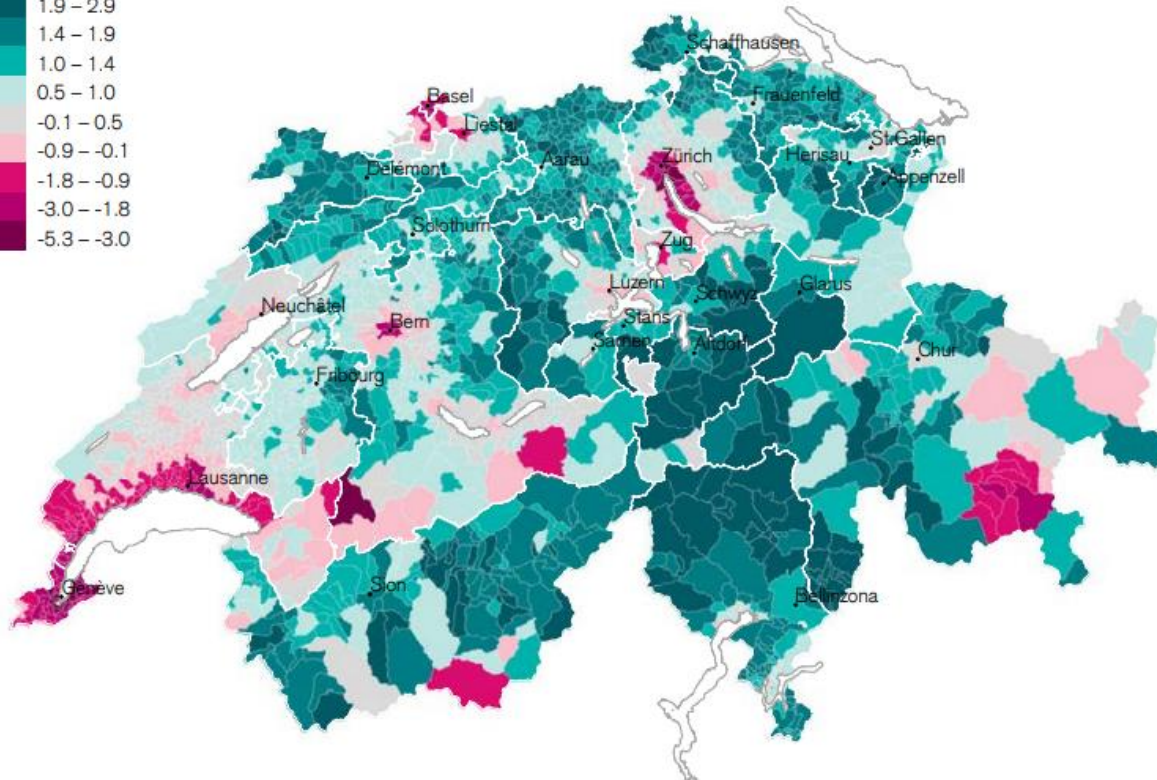 1.9 – 2.9
1.4 – 1.9
1.0 – 1.4
0.5 – 1.0
-0.1 – 0.5
-0.9 – -0.1
-1.8 – -0.9
-3.0 – -1.8
-5.3 – -3.0
Schaffhausen
Basel
Frauenfeld
Liestal
St.Gallen
Zürich
Herisau
Aarau
Delémont
Appenzell
Solothurn
Zug
Luzern
Glarus
Schwyz
Neuchâtel
Stans
Bern
Sarnen
Altdorf
Chur
Fribourg
Lausanne
Sion
Genève
Bellinzona